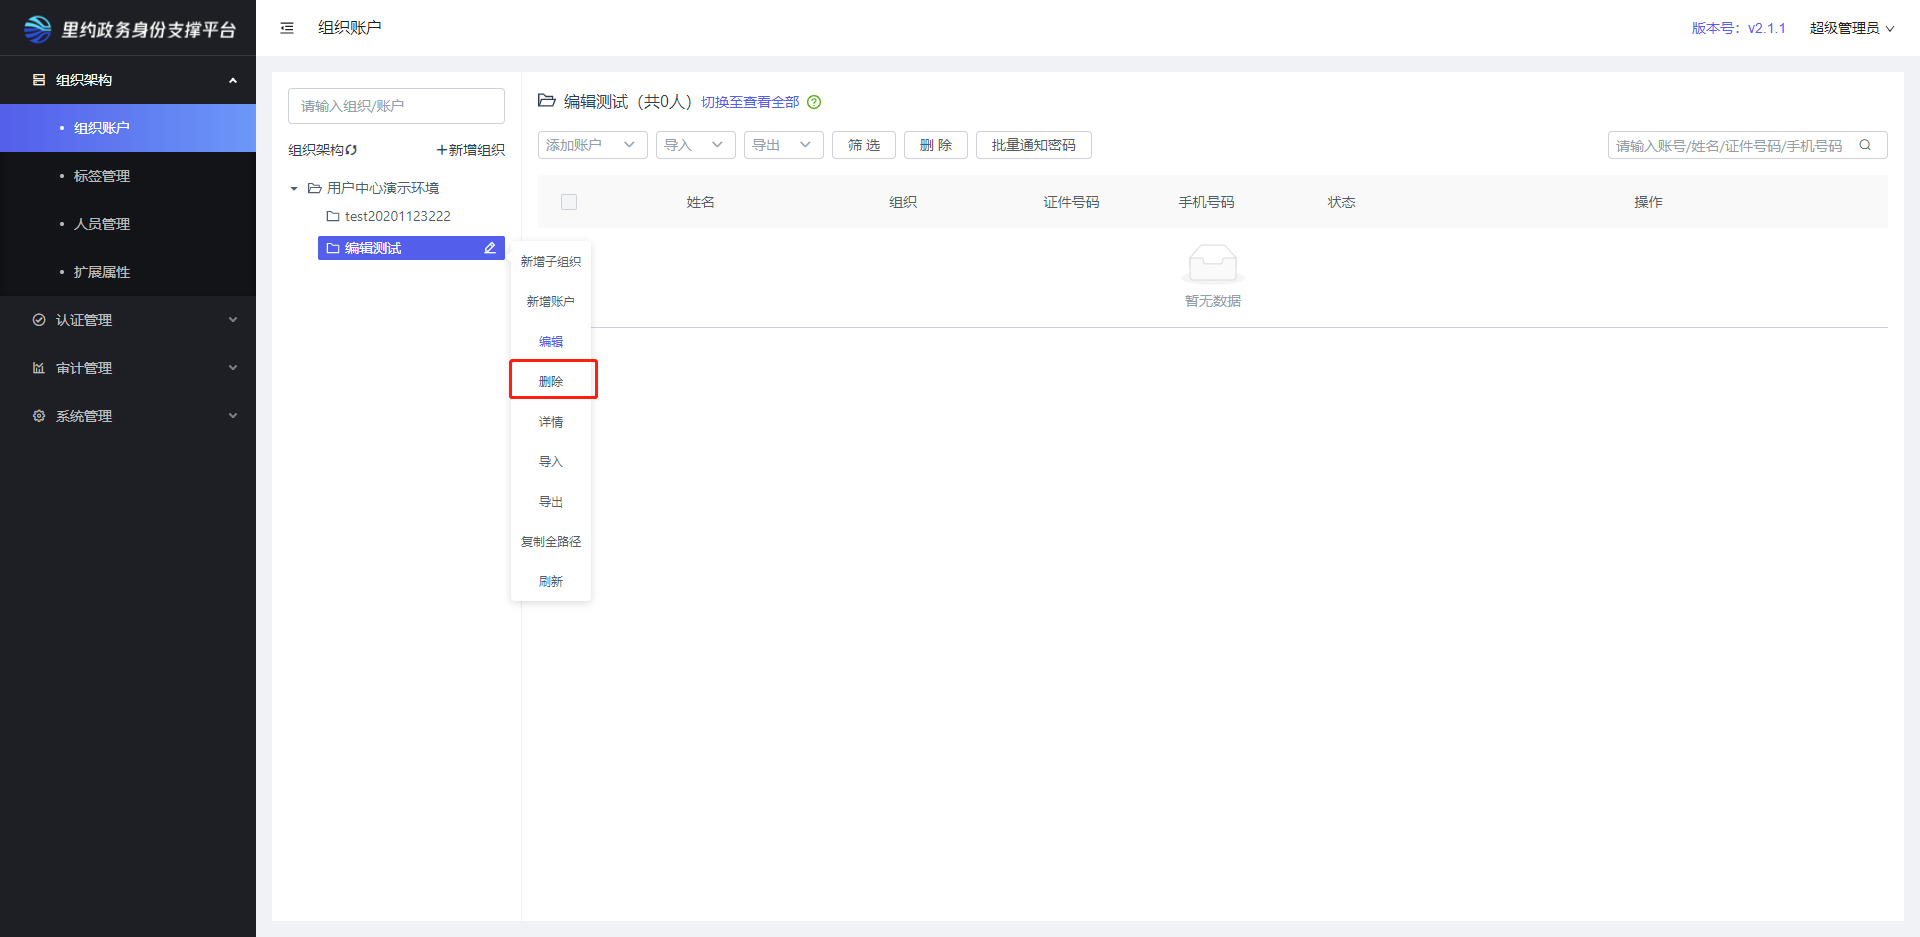 里约政务身份支撑平台
组织账户
版本号：v2.1.1
超级管理员
组织架构
组织账户
标签管理
人员管理
扩展属性
认证管理
审计管理
系统管理
请输入组织/账户
组织架构
+新增组织
用户中心演示环境
test20201123222
编辑测试
新增子组织
新增账户
编辑
删除
详情
导入
导出
复制全路径
刷新
编辑测试（共0人） 切换至查看全部
添加账户
导入
导出
筛 选
删 除
批量通知密码
请输入账号/姓名/证件号码/手机号码
姓名
组织
证件号码
手机号码
状态
操作
暂无数据